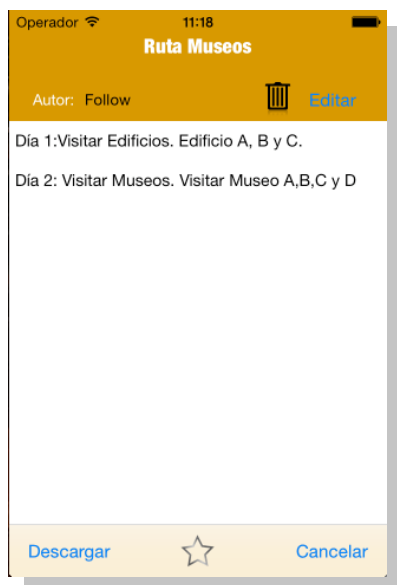 Operador 11:18
Ruta Museos
Autor: Follow Editar
Día 1:Visitar Edificios. Edificio A, B y C.
Día 2: Visitar Museos. Visitar Museo A,B,C y D
Descargar Cancelar